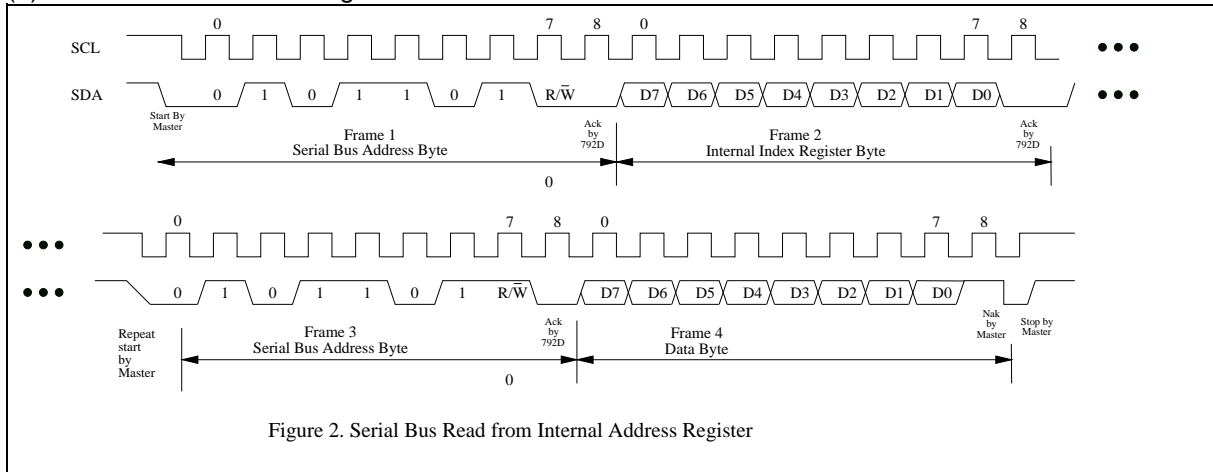 0 7 8 0 7 8
SCL
SDA 0 1 0 1 1 0 1 R/W̅ D7 D6 D5 D4 D3 D2 D1 D0
Start By
Master
Ack
by
792D
Ack
by
792D
Frame 1
Serial Bus Address Byte
Frame 2
Internal Index Register Byte
0
0 7 8 0 7 8
0 1 0 1 1 0 1 R/W̅ D7 D6 D5 D4 D3 D2 D1 D0
Repeat
start
by
Master
Frame 3
Serial Bus Address Byte
Ack
by
792D
Frame 4
Data Byte
Nak
by
Master
Stop by
Master
0
Figure 2. Serial Bus Read from Internal Address Register